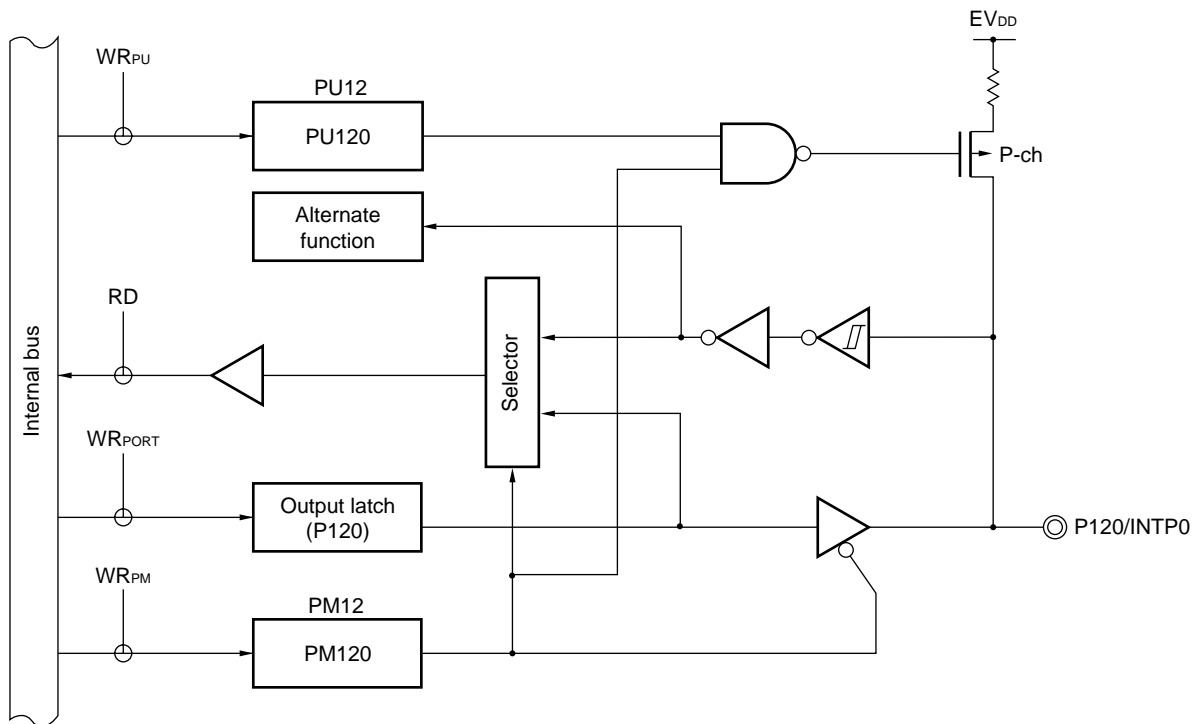 EVDD
WRPU
PU12
PU120
P-ch
Alternate
function
RD
Internal bus
Selector
WRPORT
Output latch
(P120)
P120/INTP0
WRPM
PM12
PM120